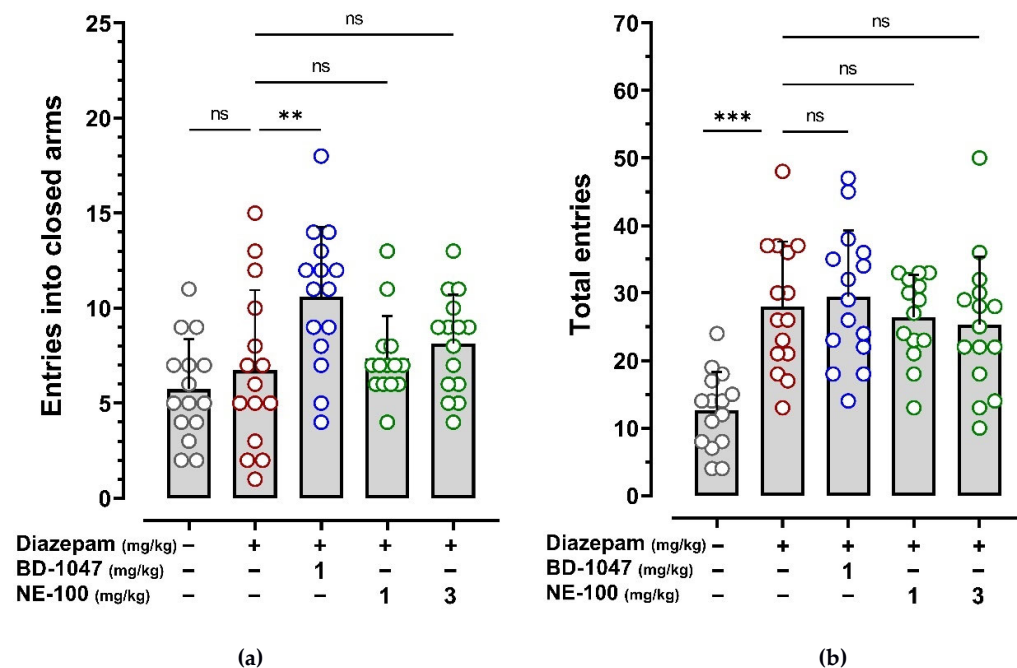 25
20
15
10
5
0
Entries into closed arms
ns
ns
ns
**
Diazepam (mg/kg) – + + + +
BD-1047 (mg/kg) – – 1 – –
NE-100 (mg/kg) – – – 1 3
(a)
70
60
50
40
30
20
10
0
Total entries
ns
ns
***
ns
Diazepam (mg/kg) – + + + +
BD-1047 (mg/kg) – – 1 – –
NE-100 (mg/kg) – – – 1 3
(b)